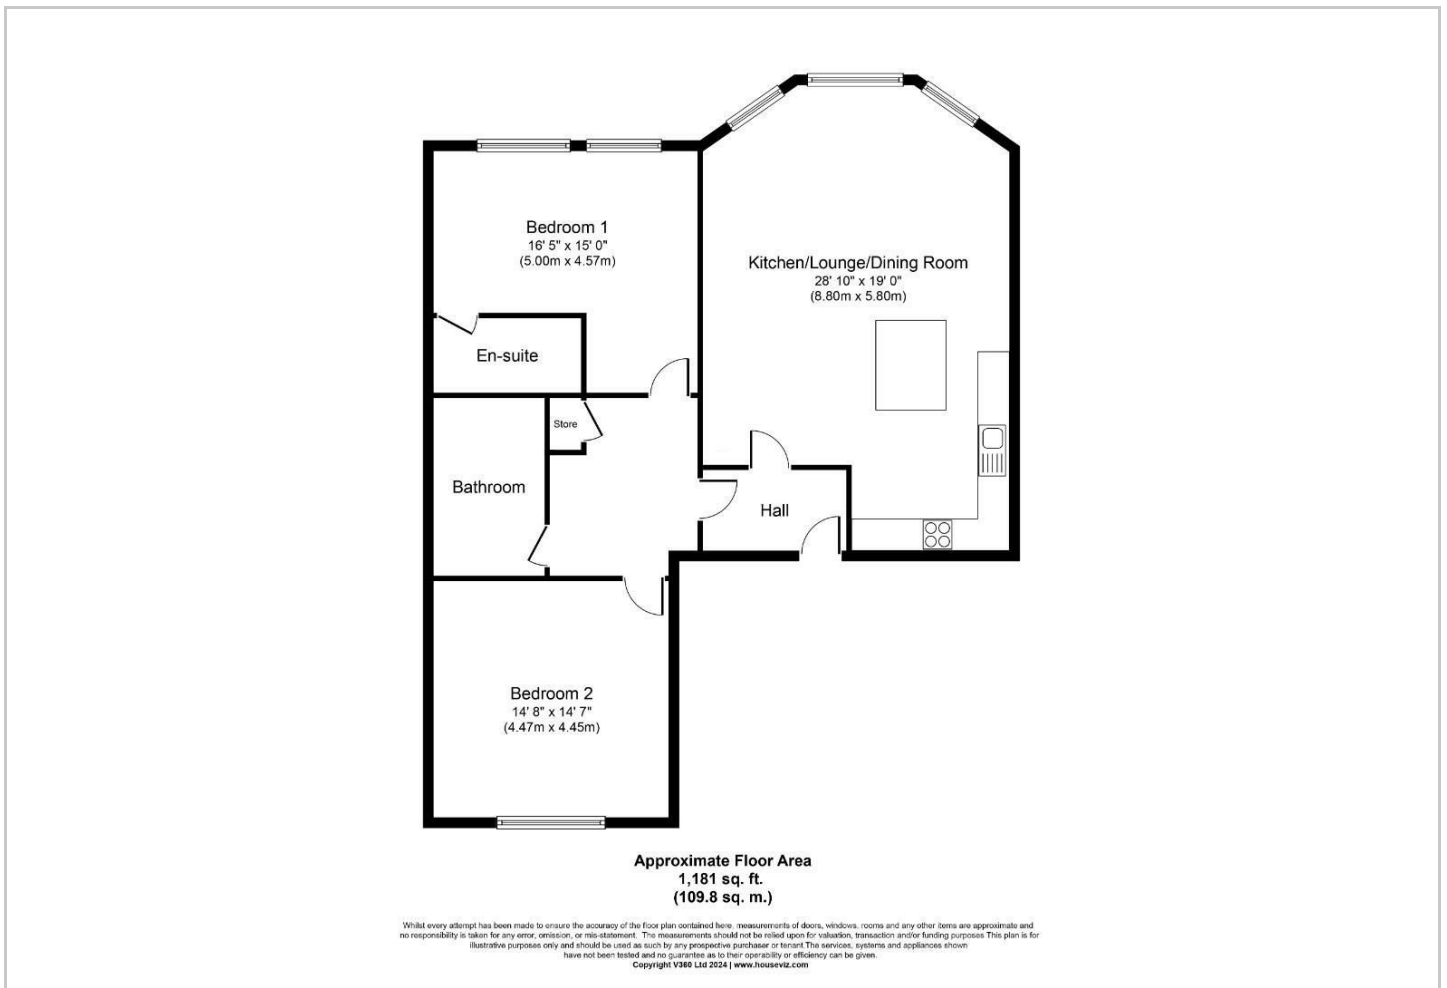 Bedroom 1
16' 5" x 15' 0"
(5.00m x 4.57m)
Kitchen/Lounge/Dining Room
28' 10" x 19' 0"
(8.80m x 5.80m)
En-suite
Store
Bathroom
Hall
Bedroom 2
14' 8" x 14' 7"
(4.47m x 4.45m)
Approximate Floor Area
1,181 sq. ft.
(109.8 sq. m.)
Whilst every attempt has been made to ensure the accuracy of the floor plan contained here, measurements of doors, windows, rooms and any other items are approximate and
no responsibility is taken for any error, omission, or mis-statement. The measurements should not be relied upon for valuation, transaction and/or funding purposes This plan is for
illustrative purposes only and should be used as such by any prospective purchaser or tenant The services, systems and appliances shown
have not been tested and no guarantee as to their operability or efficiency can be given.
Copyright V360 Ltd 2024 | www.houseviz.com